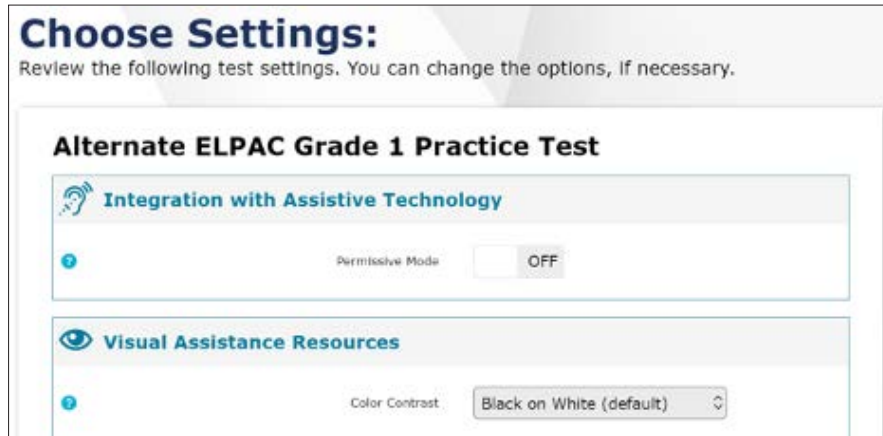 Choose Settings:
Review the following test settings. You can change the options, if necessary.
Alternate ELPAC Grade 1 Practice Test
Integration with Assistive Technology
? Permissive Mode OFF
Visual Assistance Resources
? Color Contrast Black on White (default)